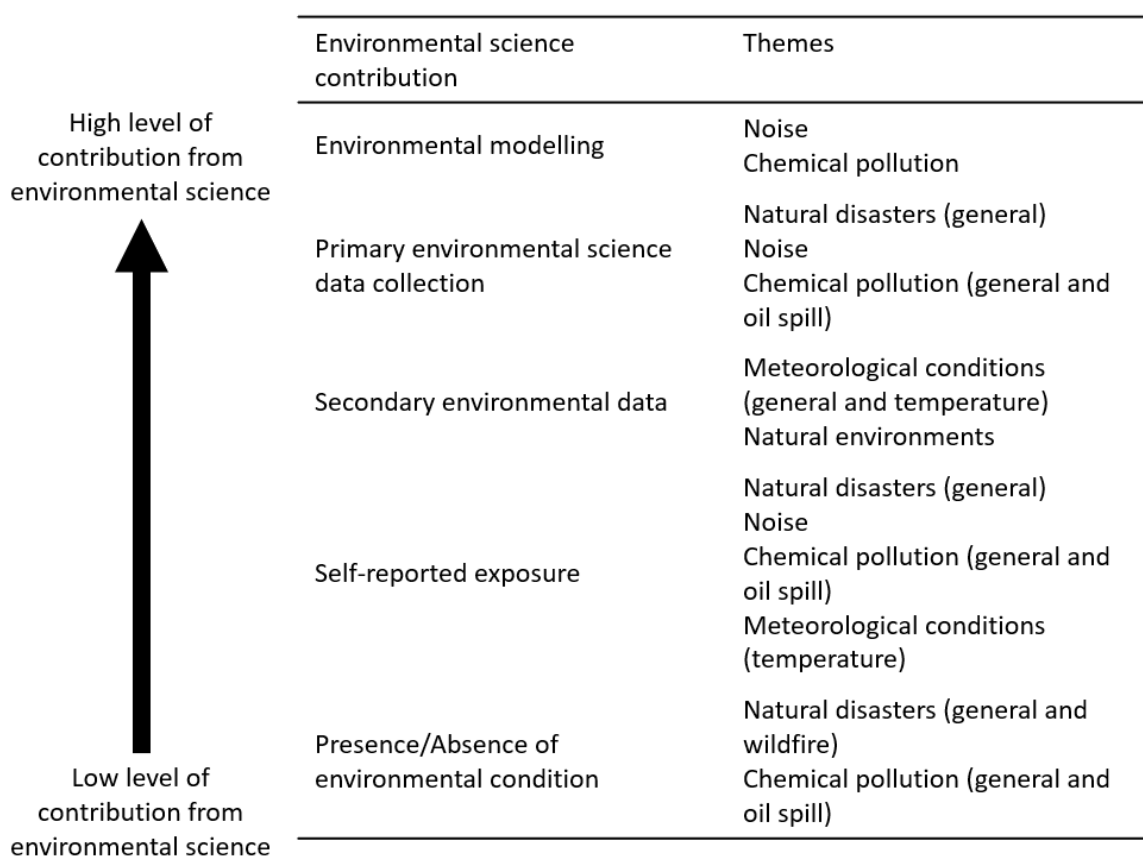 Environmental science
contribution
Themes
High level of
contribution from
environmental science
Environmental modelling
Noise
Chemical pollution
Primary environmental science
data collection
Natural disasters (general)
Noise
Chemical pollution (general and
oil spill)
Secondary environmental data
Meteorological conditions
(general and temperature)
Natural environments
Self-reported exposure
Natural disasters (general)
Noise
Chemical pollution (general and
oil spill)
Meteorological conditions
(temperature)
Presence/Absence of
environmental condition
Natural disasters (general and
wildfire)
Chemical pollution (general and
oil spill)
Low level of
contribution from
environmental science